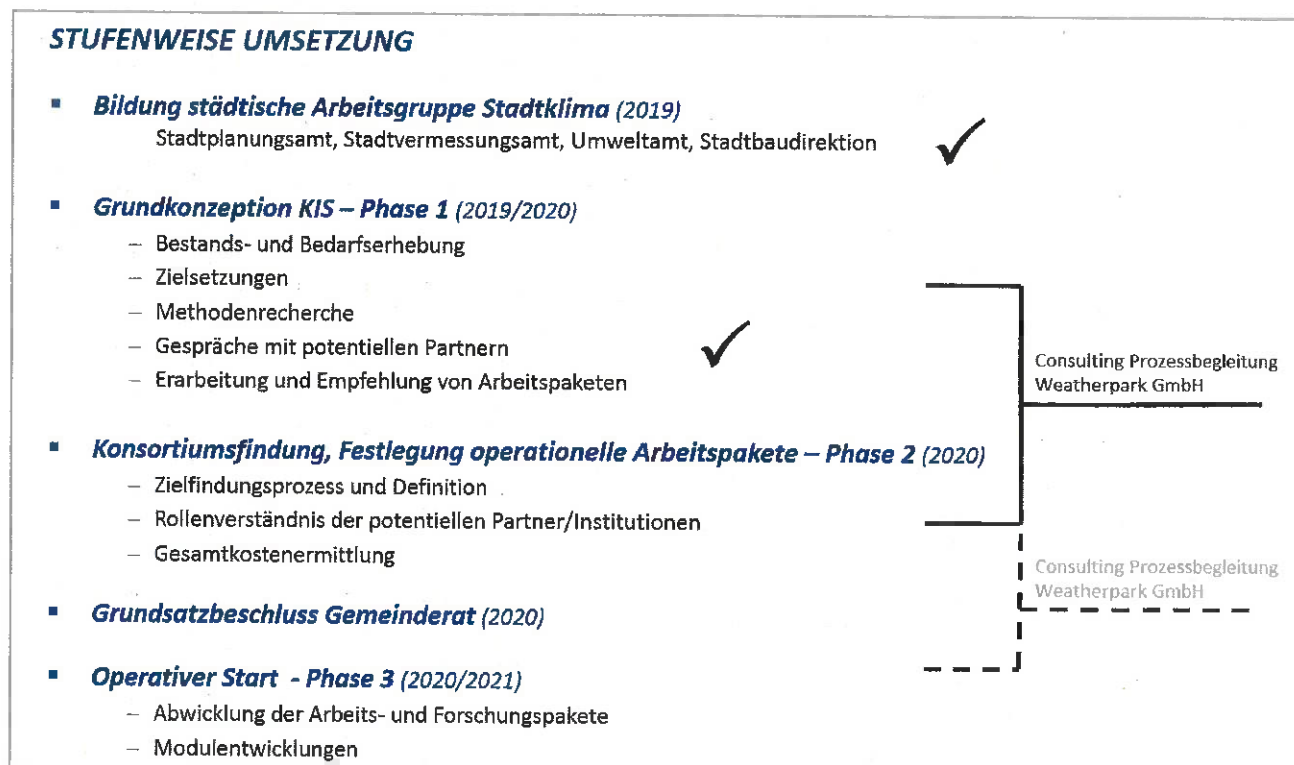 STUFENWEISE UMSETZUNG
▪ Bildung städtische Arbeitsgruppe Stadtklima (2019)
Stadtplanungsamt, Stadtvermessungsamt, Umweltamt, Stadtbaudirektion
▪ Grundkonzeption KIS – Phase 1 (2019/2020)
– Bestands- und Bedarfserhebung
– Zielsetzungen
– Methodenrecherche
– Gespräche mit potentiellen Partnern
– Erarbeitung und Empfehlung von Arbeitspaketen
Consulting Prozessbegleitung
Weatherpark GmbH
▪ Konsortiumsfindung, Festlegung operationelle Arbeitspakete – Phase 2 (2020)
– Zielfindungsprozess und Definition
– Rollenverständnis der potentiellen Partner/Institutionen
– Gesamtkostenermittlung
Consulting Prozessbegleitung
Weatherpark GmbH
▪ Grundsatzbeschluss Gemeinderat (2020)
▪ Operativer Start - Phase 3 (2020/2021)
– Abwicklung der Arbeits- und Forschungspakete
– Modulentwicklungen